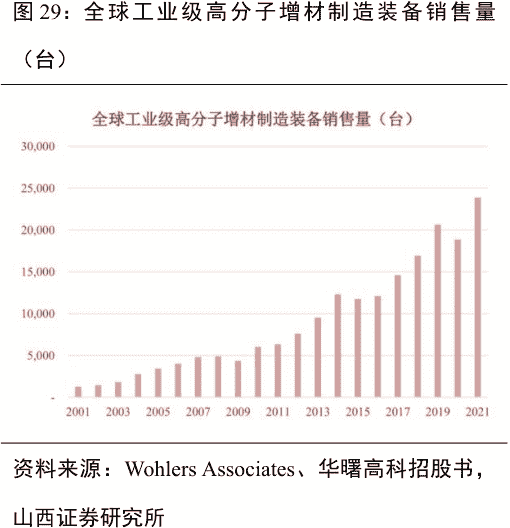 图 29：全球工业级高分子增材制造装备销售量
（台）
全球工业级高分子增材制造装备销售量（台）
30,000
25,000
20,000
15,000
10,000
5,000
-
2001 2003 2005 2007 2009 2011 2013 2015 2017 2019 2021
资料来源：Wohlers Associates、华曙高科招股书，
山西证券研究所